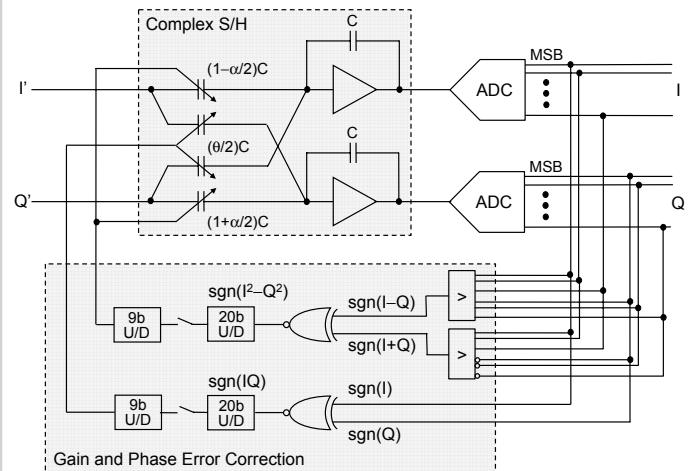 Complex S/H
C
(1−α/2)C
MSB
I'
ADC
I
(θ/2)C
C
MSB
Q'
ADC
Q
(1+α/2)C
sgn(I²−Q²)
sgn(I−Q)
>
9b
U/D
20b
U/D
sgn(I+Q)
>
sgn(IQ)
sgn(I)
9b
U/D
20b
U/D
sgn(Q)
Gain and Phase Error Correction